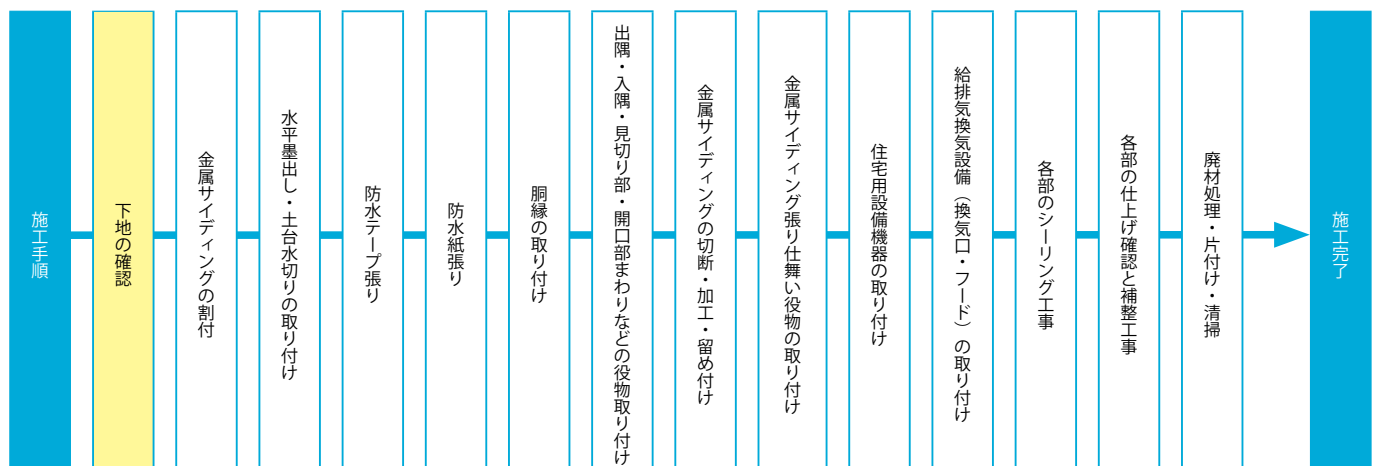 施工手順
下地の確認
金属サイディングの割付
水平墨出し・土台水切りの取り付け
防水テープ張り
防水紙張り
胴縁の取り付け
出隅・入隅・見切り部・開口部まわりなどの役物取り付け
金属サイディングの切断・加工・留め付け
金属サイディング張り仕舞い役物の取り付け
住宅用設備機器の取り付け
給排気換気設備（換気口・フード）の取り付け
各部のシーリング工事
各部の仕上げ確認と補整工事
廃材処理・片付け・清掃
施工完了